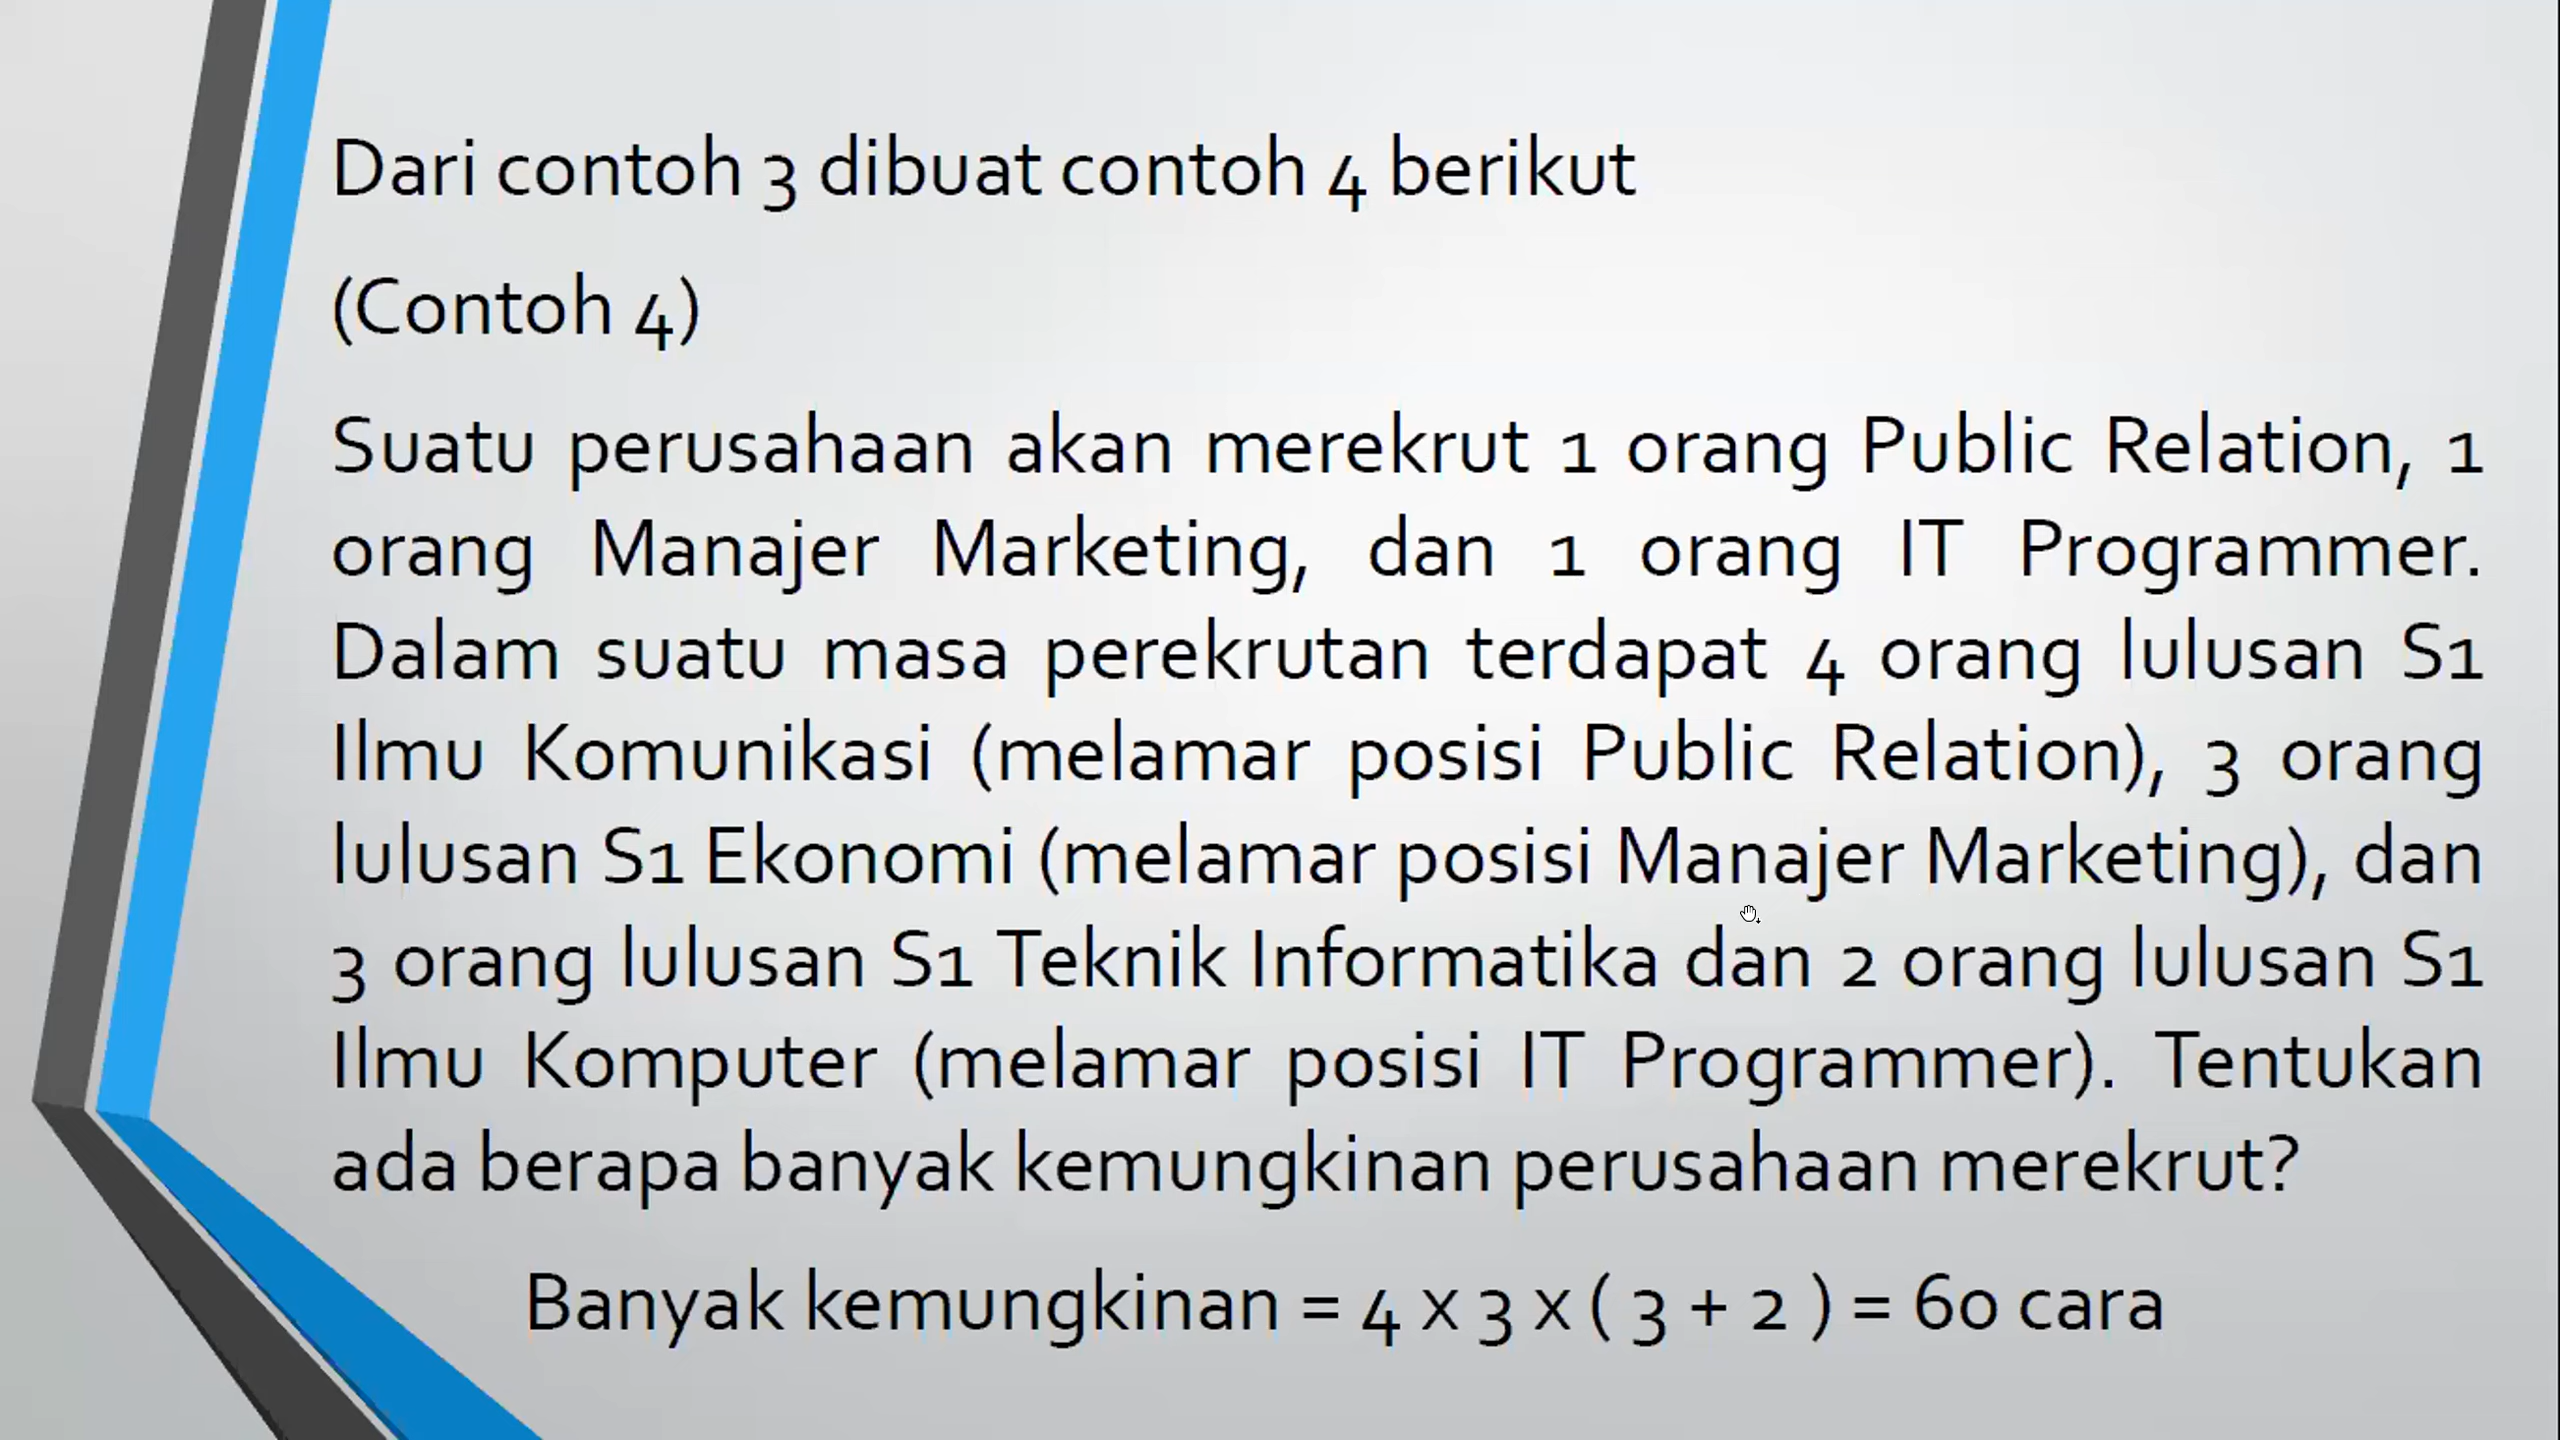 Dari contoh 3 dibuat contoh 4 berikut
(Contoh 4)
Suatu perusahaan akan merekrut 1 orang Public Relation, 1
orang Manajer Marketing, dan 1 orang IT Programmer.
Dalam suatu masa perekrutan terdapat 4 orang lulusan S1
Ilmu Komunikasi (melamar posisi Public Relation), 3 orang
lulusan S1 Ekonomi (melamar posisi Manajer Marketing), dan
3 orang lulusan S1 Teknik Informatika dan 2 orang lulusan S1
Ilmu Komputer (melamar posisi IT Programmer). Tentukan
ada berapa banyak kemungkinan perusahaan merekrut?
Banyak kemungkinan = 4 x 3 x ( 3 + 2 ) = 60 cara